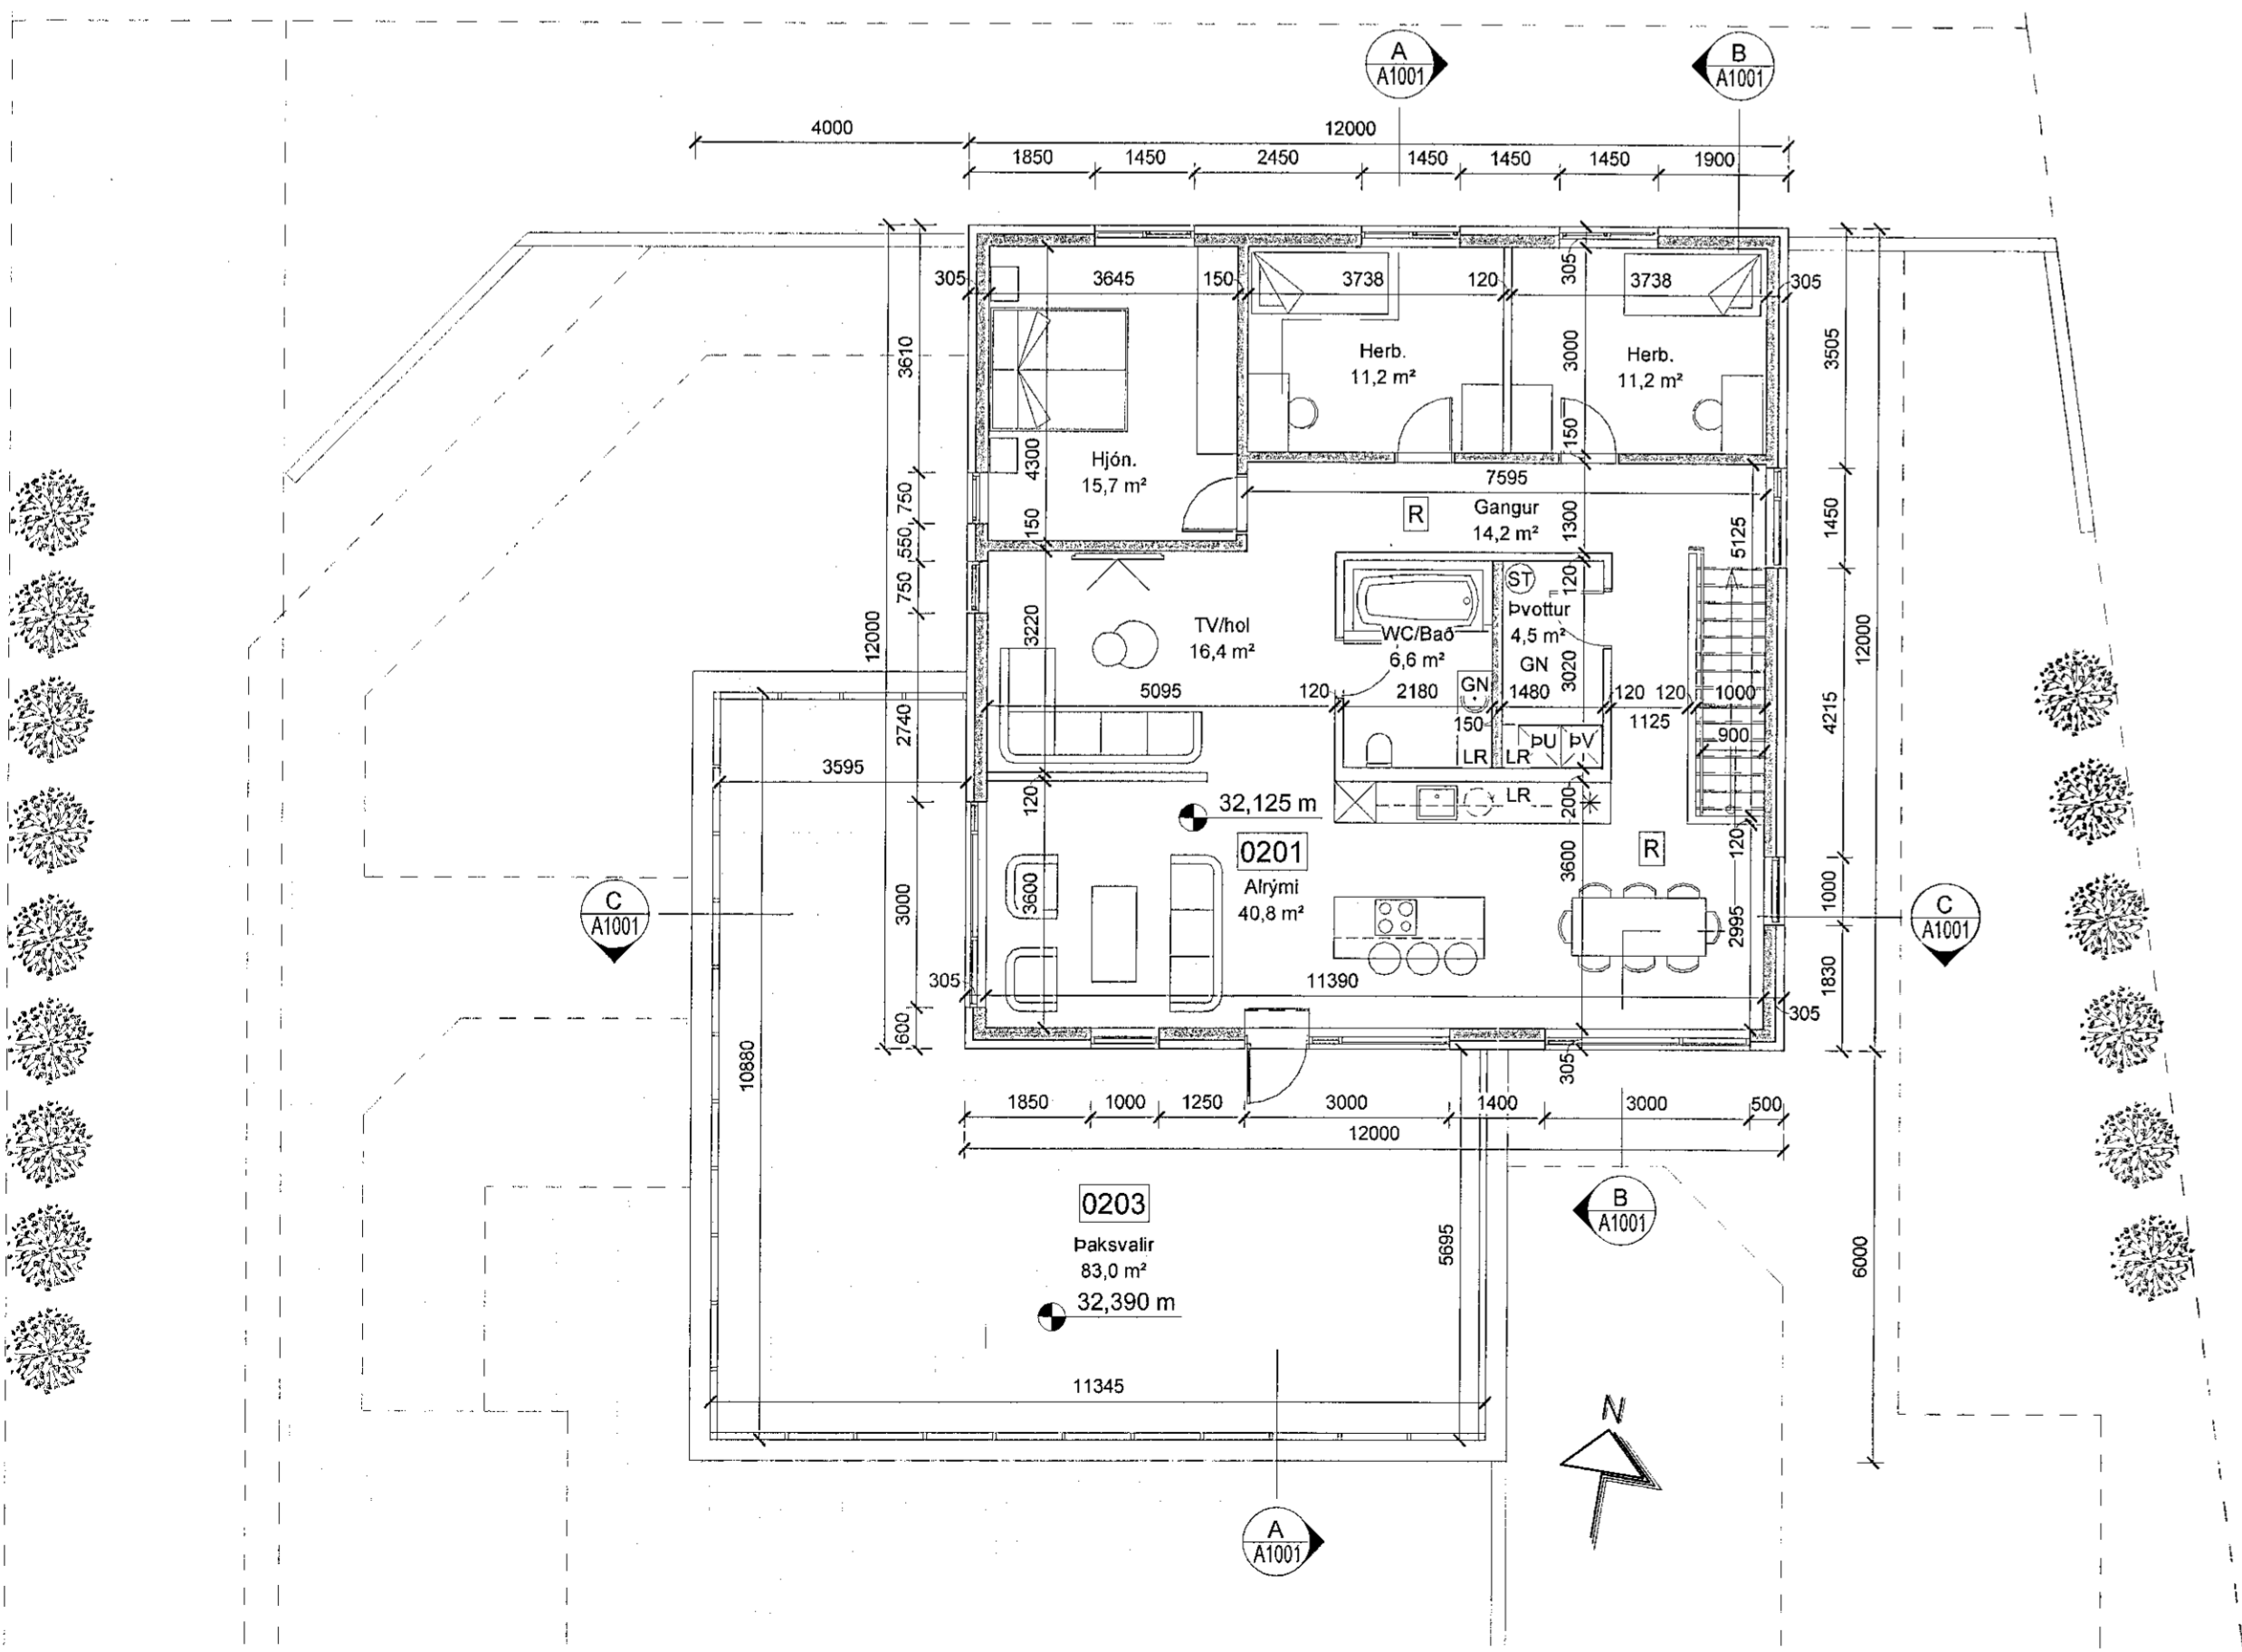 A
A1001
B
A1001
4000
12000
1850
1450
2450
1450
1450
1450
1900
305
3645
150
3738
120
305
3738
305
3610
12000
4300
Herb.
11,2 m²
3000
Herb.
11,2 m²
3505
12000
Hjón.
15,7 m²
150
7595
750
150
R
Gangur
14,2 m²
1300
5125
1450
550
750
ST
120
Þvottur
4,5 m²
3220
TV/hol
16,4 m²
WC/Bað
6,6 m²
GN
3020
5095
120
2180
GN
1480
120
120
1000
1125
4215
2740
150
ÞU
ÞV
900
3595
LR
LR
120
32,125 m
LR
200
0201
R
120
Alrými
40,8 m²
3600
3600
3000
1000
C
A1001
C
A1001
2995
305
11390
1830
305
600
305
10880
1850
1000
1250
3000
1400
3000
500
12000
0203
Þaksvalir
83,0 m²
32,390 m
B
A1001
5695
6000
11345
N
A
A1001